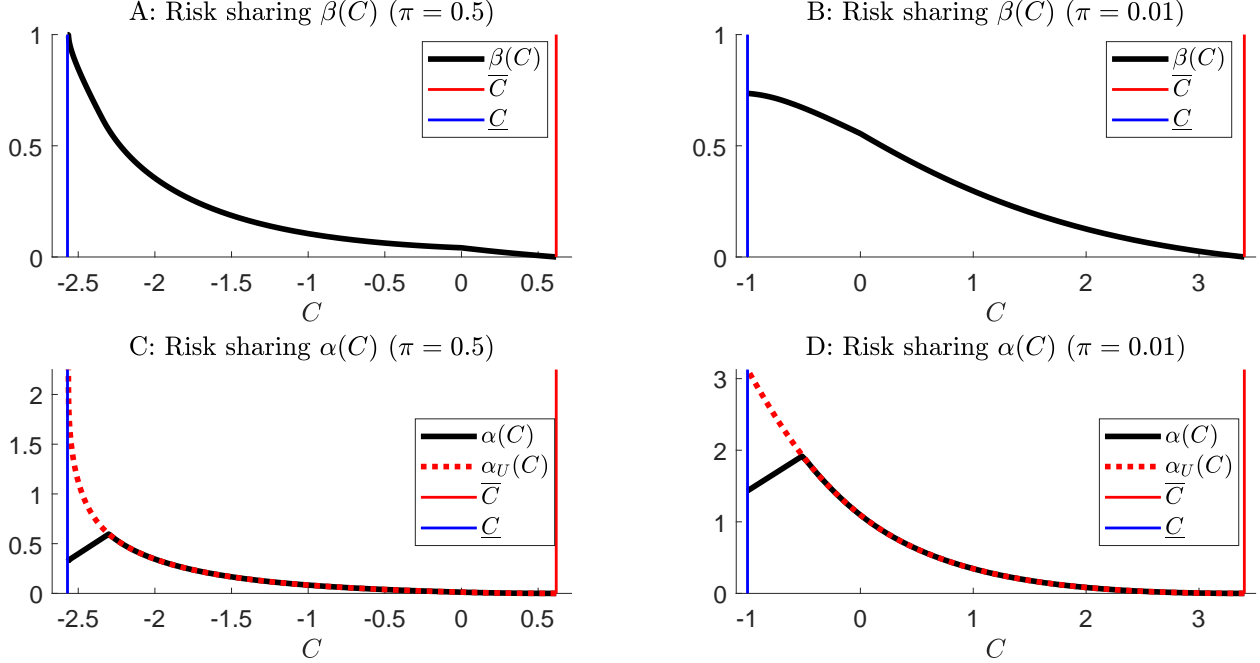 A: Risk sharing β(C) (π = 0.5)
1
0.5
0
β(C)
C̅
C̲
-2.5 -2 -1.5 -1 -0.5 0 0.5
C
B: Risk sharing β(C) (π = 0.01)
1
0.5
0
β(C)
C̅
C̲
-1 0 1 2 3
C
C: Risk sharing α(C) (π = 0.5)
2
1.5
1
0.5
0
α(C)
α_U(C)
C̅
C̲
-2.5 -2 -1.5 -1 -0.5 0 0.5
C
D: Risk sharing α(C) (π = 0.01)
3
2
1
0
α(C)
α_U(C)
C̅
C̲
-1 0 1 2 3
C